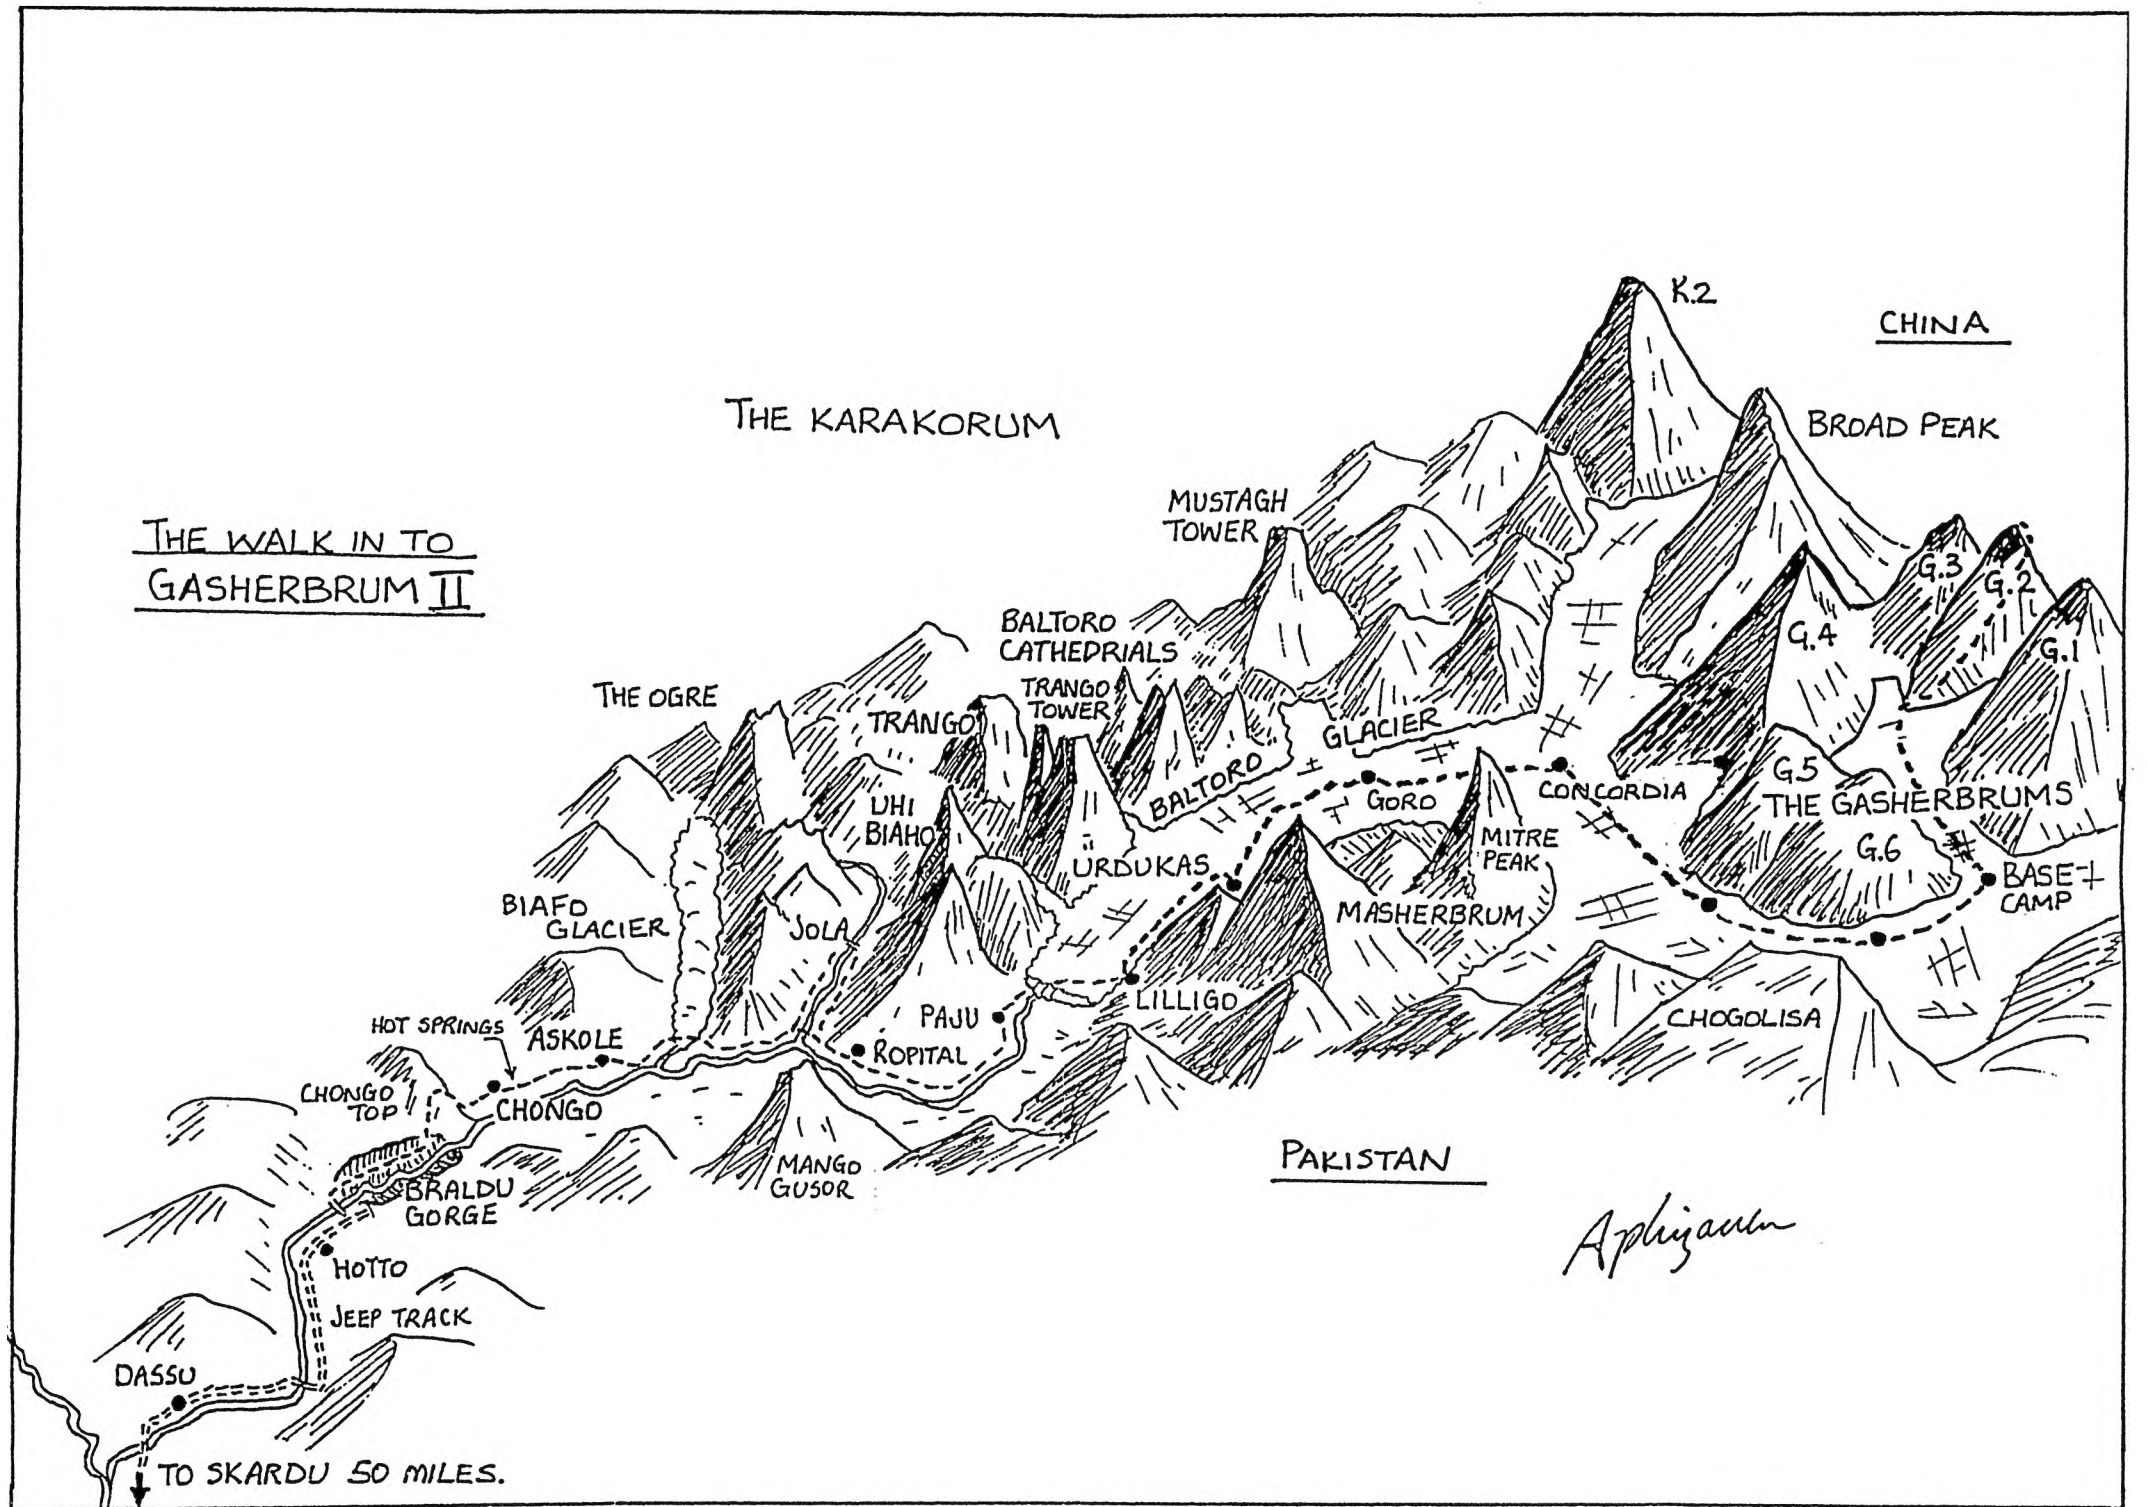 K.2
CHINA
THE KARAKORUM
BROAD PEAK
MUSTAGH
TOWER
THE WALK IN TO
GASHERBRUM II
G.3
G.2
G.4
G.1
BALTORO
CATHEDRIALS
TRANGO
TOWER
THE OGRE
TRANGO
GLACIER
BALTORO
GORO
CONCORDIA
G.5
THE GASHERBRUMS
G.6
UHI
BIAHO
URDUKAS
MITRE
PEAK
BASE
CAMP
MASHERBRUM
BIAFO
GLACIER
JOLA
PAJU
LILLIGO
CHOGOLISA
HOT SPRINGS
ASKOLE
ROPITAL
CHONGO
TOP
CHONGO
MANGO
GUSOR
PAKISTAN
BRALDU
GORGE
HOTTO
JEEP TRACK
DASSU
TO SKARDU 50 MILES.